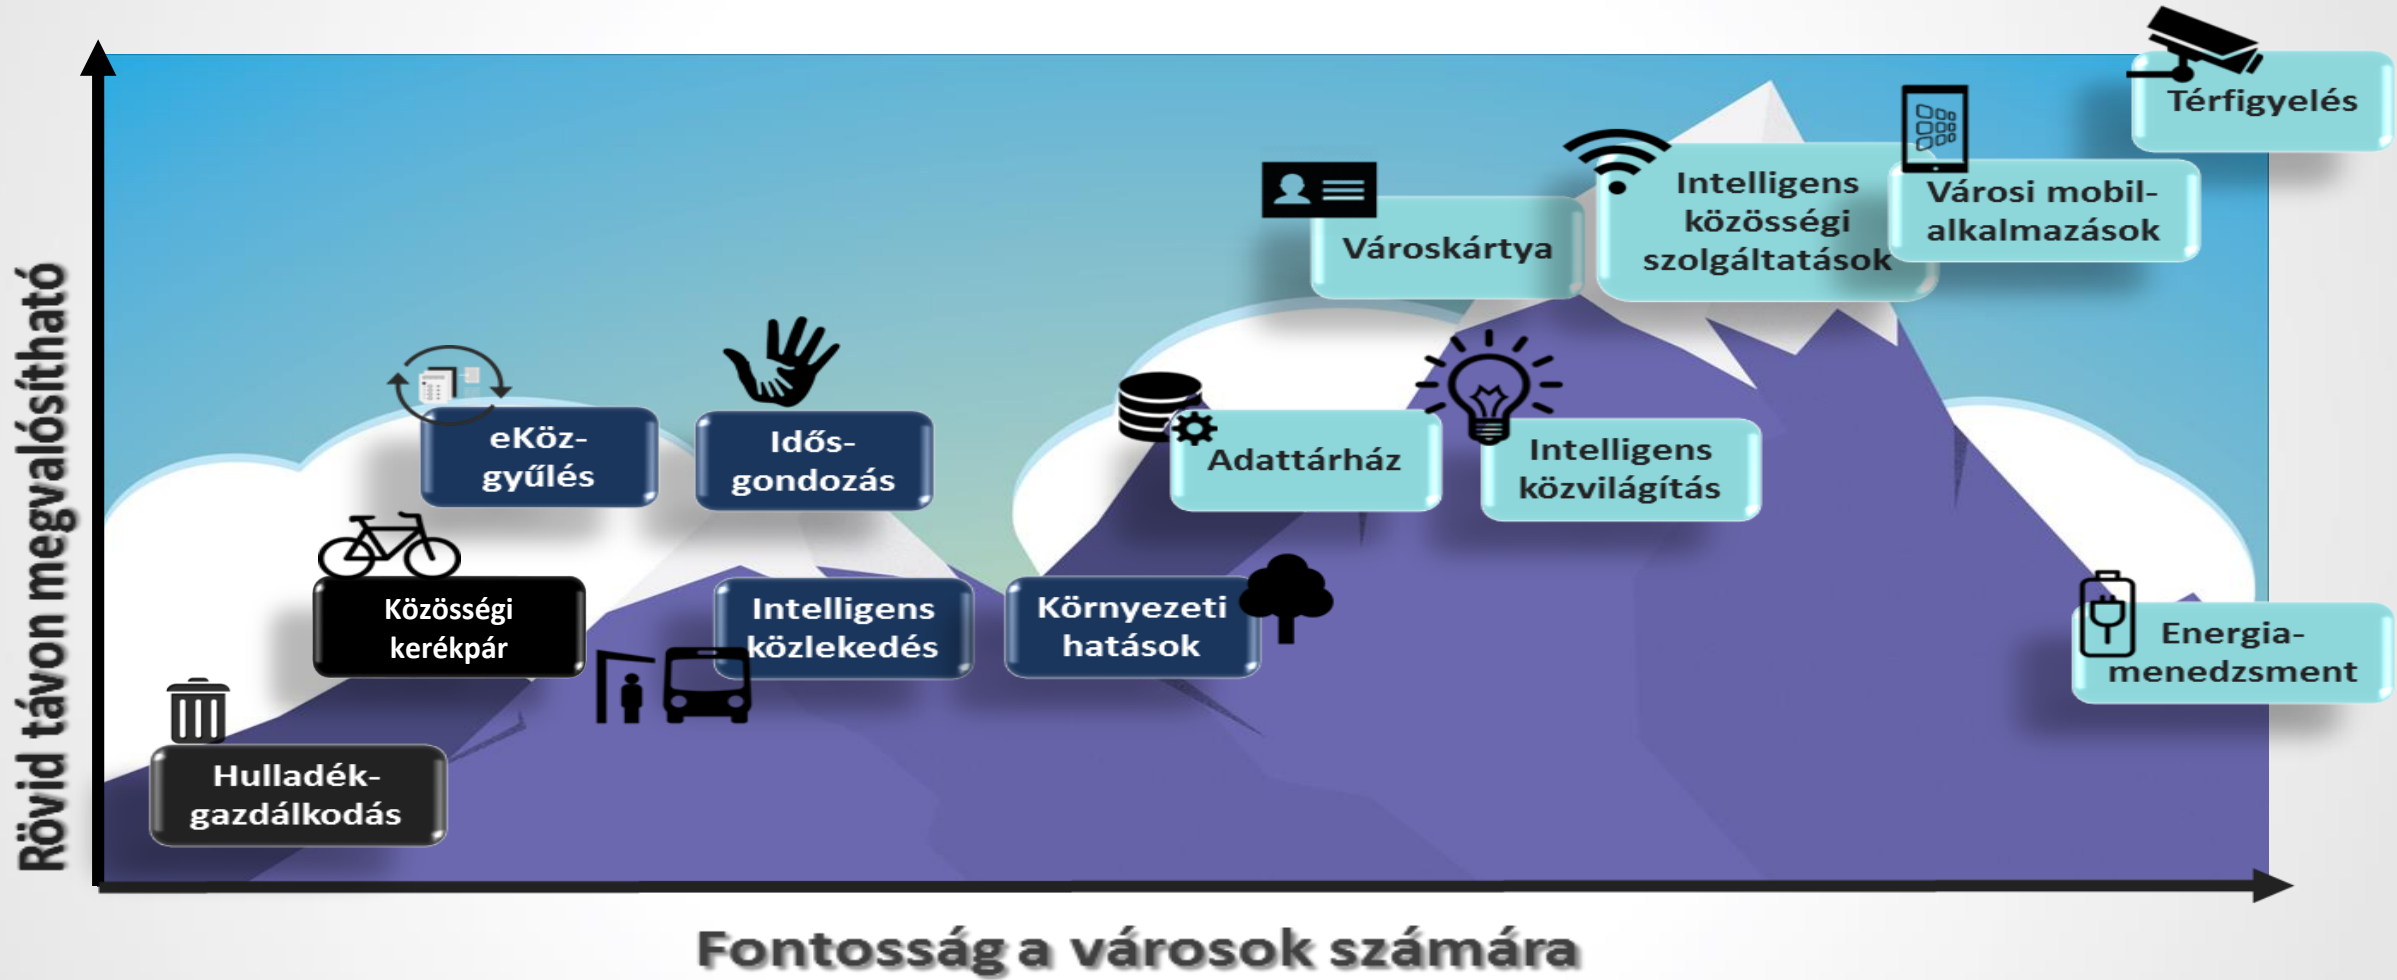 Térfigyelés
Intelligens
közösségi
szolgáltatások
Városi mobil-
alkalmazások
Városkártya
eKöz-
gyűlés
Idős-
gondozás
Adattárház
Intelligens
közvilágítás
Közösségi
kerékpár
Intelligens
közlekedés
Környezeti
hatások
Energia-
menedzsment
Hulladék-
gazdálkodás
Rövid távon megvalósítható
Fontosság a városok számára